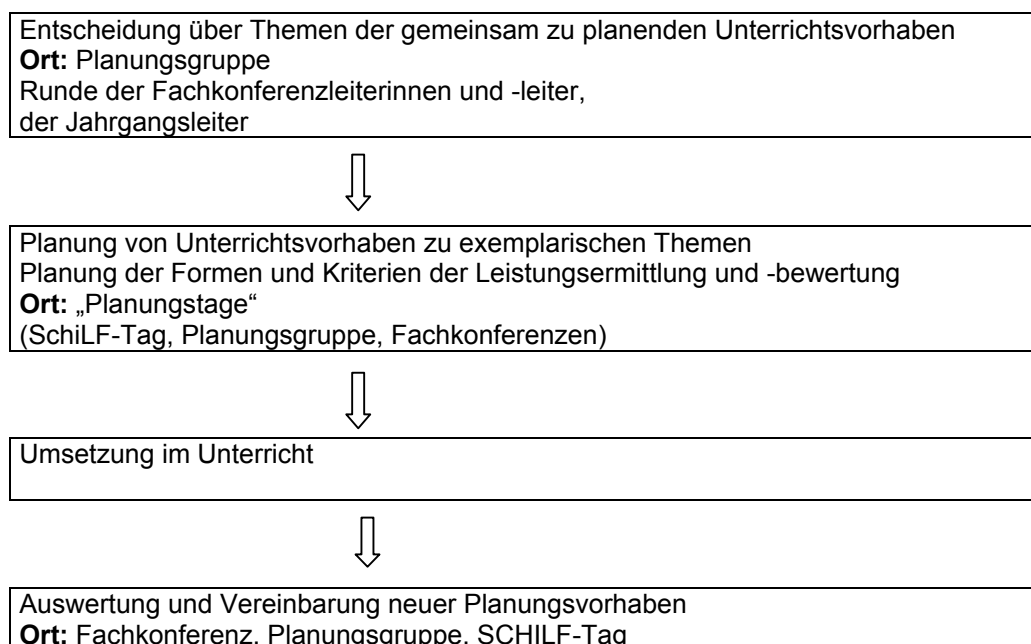 Entscheidung über Themen der gemeinsam zu planenden Unterrichtsvorhaben
Ort: Planungsgruppe
Runde der Fachkonferenzleiterinnen und -leiter,
der Jahrgangsleiter
Planung von Unterrichtsvorhaben zu exemplarischen Themen
Planung der Formen und Kriterien der Leistungsermittlung und -bewertung
Ort: „Planungstage“
(SchiLF-Tag, Planungsgruppe, Fachkonferenzen)
Umsetzung im Unterricht
Auswertung und Vereinbarung neuer Planungsvorhaben
Ort: Fachkonferenz, Planungsgruppe, SCHILF-Tag